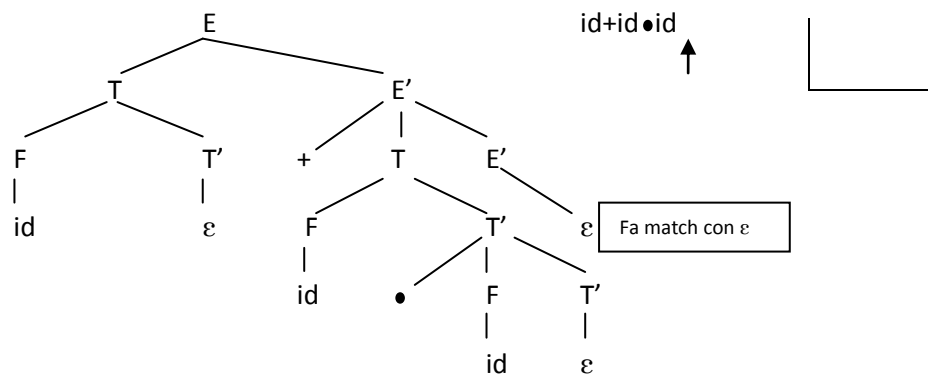 E id+id•id
T E’
F T’ + T E’
id ε F T’ ε Fa match con ε
id • F T’
id ε